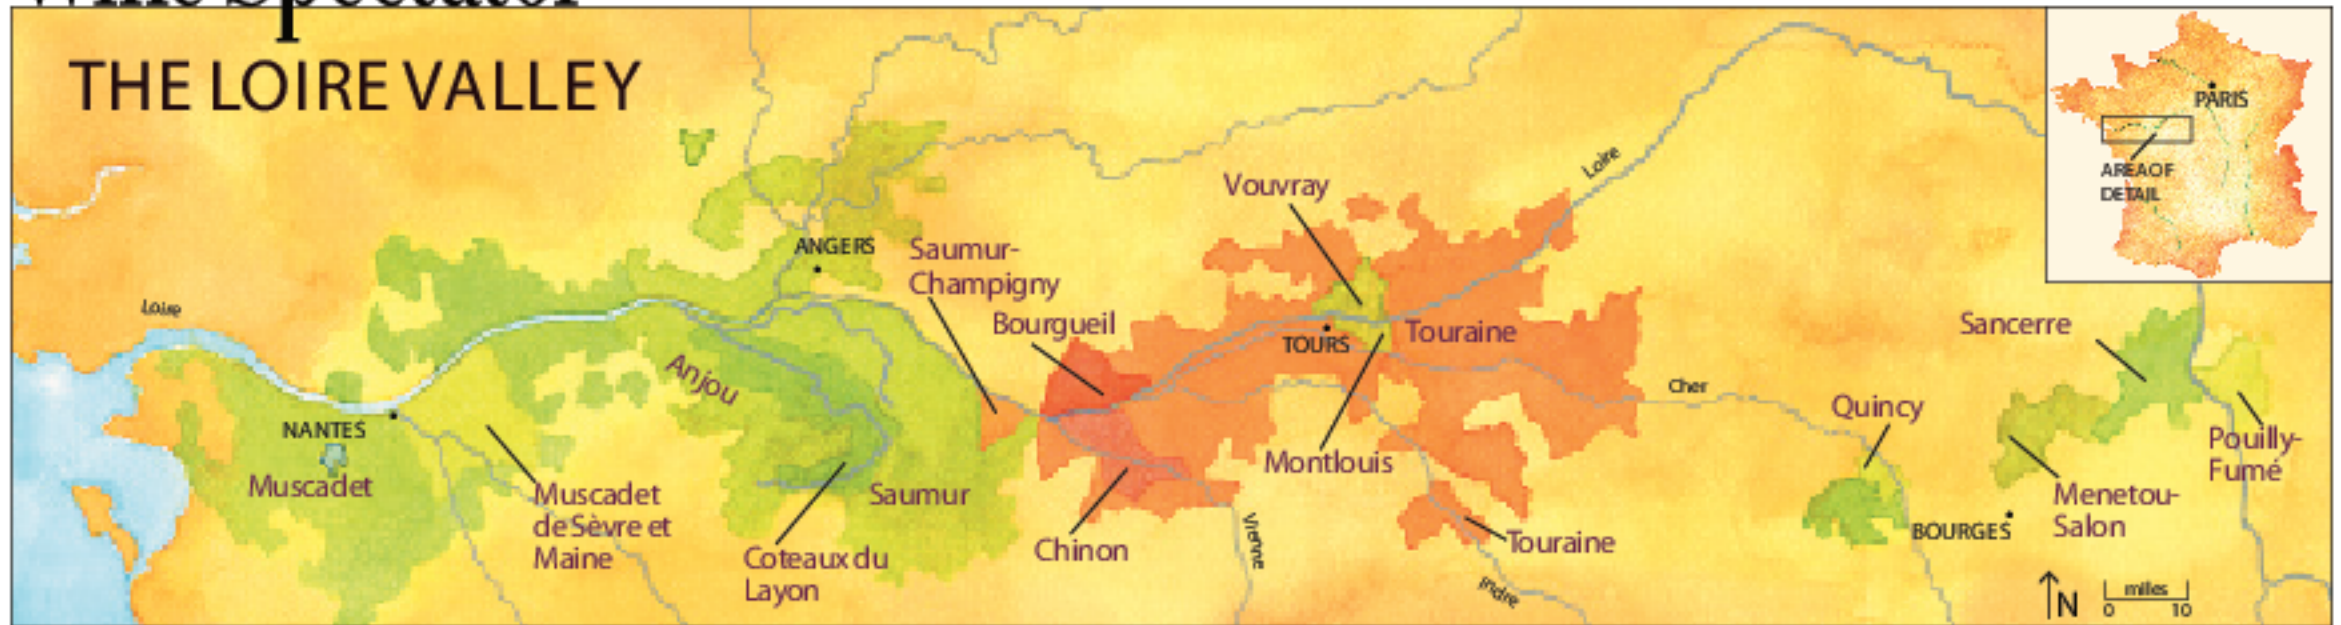 Wine Spectator
THE LOIRE VALLEY
PARIS
AREA OF
DETAIL
Loire
Loire
Vouvray
ANGERS
Saumur-
Champigny
Bourgueil
TOURS
Touraine
Sancerre
Anjou
Cher
Quincy
NANTES
Muscadet
Muscadet
de Sèvre et
Maine
Saumur
Coteaux du
Layon
Chinon
Montlouis
Vienne
Touraine
Indre
BOURGES
Menetou-
Salon
Pouilly-
Fumé
N
miles
0 10